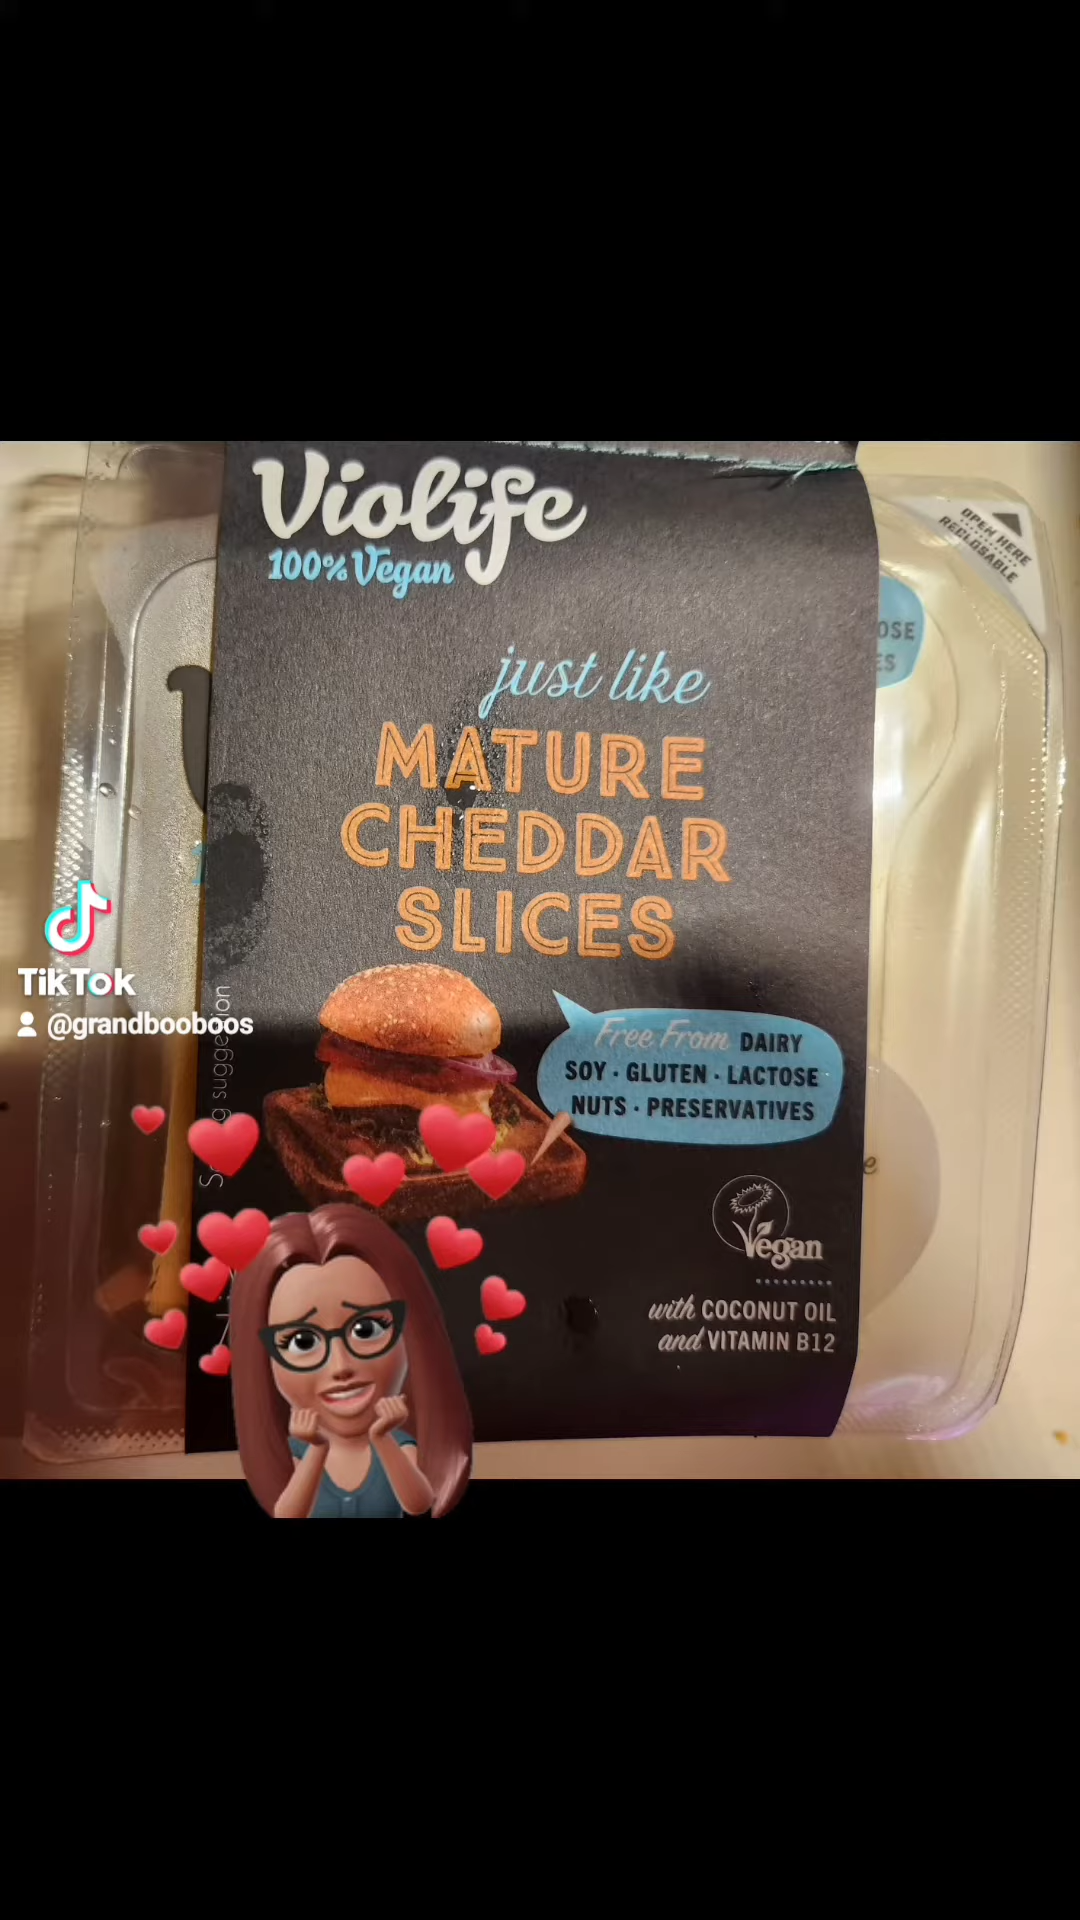 Violife
100% Vegan
OPEN HERE
RECLOSABLE
just like
MATURE
CHEDDAR
SLICES
TikTok
@grandbooboos
Free From DAIRY
SOY · GLUTEN · LACTOSE
NUTS · PRESERVATIVES
Vegan
with COCONUT OIL
and VITAMIN B12